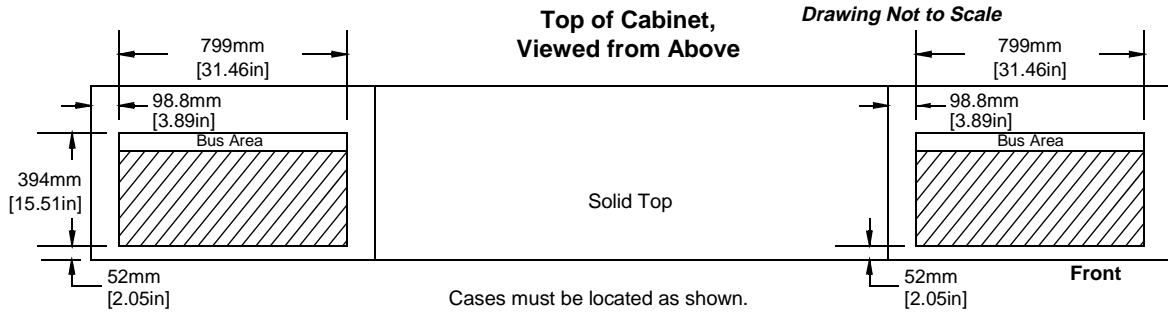 Top of Cabinet,
Viewed from Above
Drawing Not to Scale
799mm
[31.46in]
799mm
[31.46in]
98.8mm
[3.89in]
98.8mm
[3.89in]
Bus Area
Bus Area
394mm
[15.51in]
Solid Top
52mm
[2.05in]
52mm
[2.05in]
Front
Cases must be located as shown.